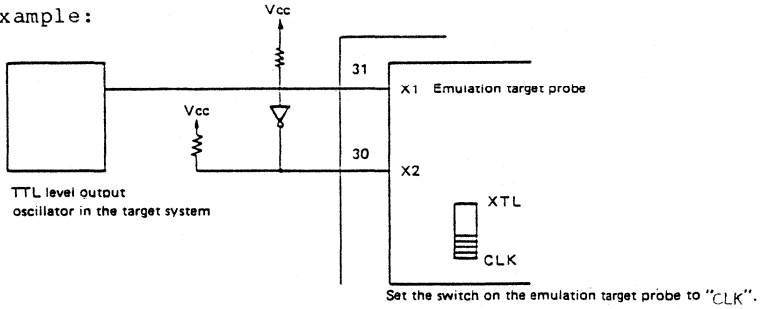 xample:
Vcc
31
X1 Emulation target probe
Vcc
30
X2
TTL level output
oscillator in the target system
XTL
CLK
Set the switch on the emulation target probe to "CLK".